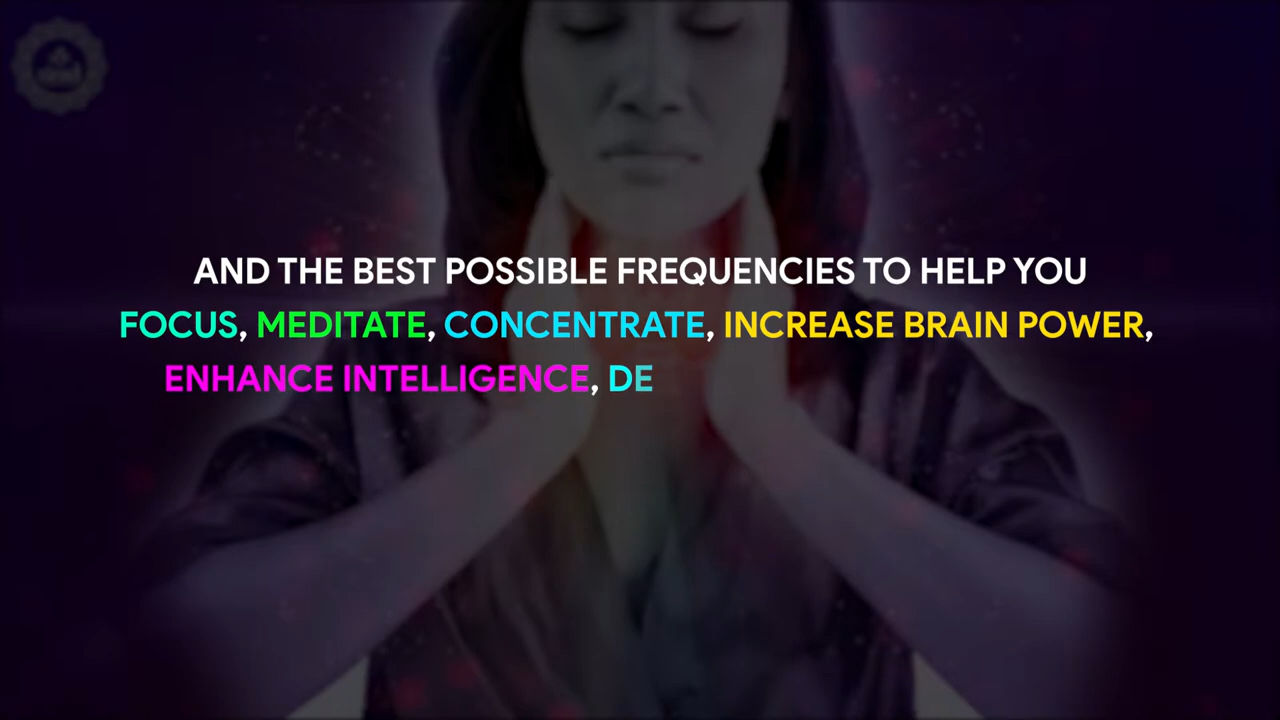 AND THE BEST POSSIBLE FREQUENCIES TO HELP YOU
FOCUS, MEDITATE, CONCENTRATE, INCREASE BRAIN POWER,
ENHANCE INTELLIGENCE, DE